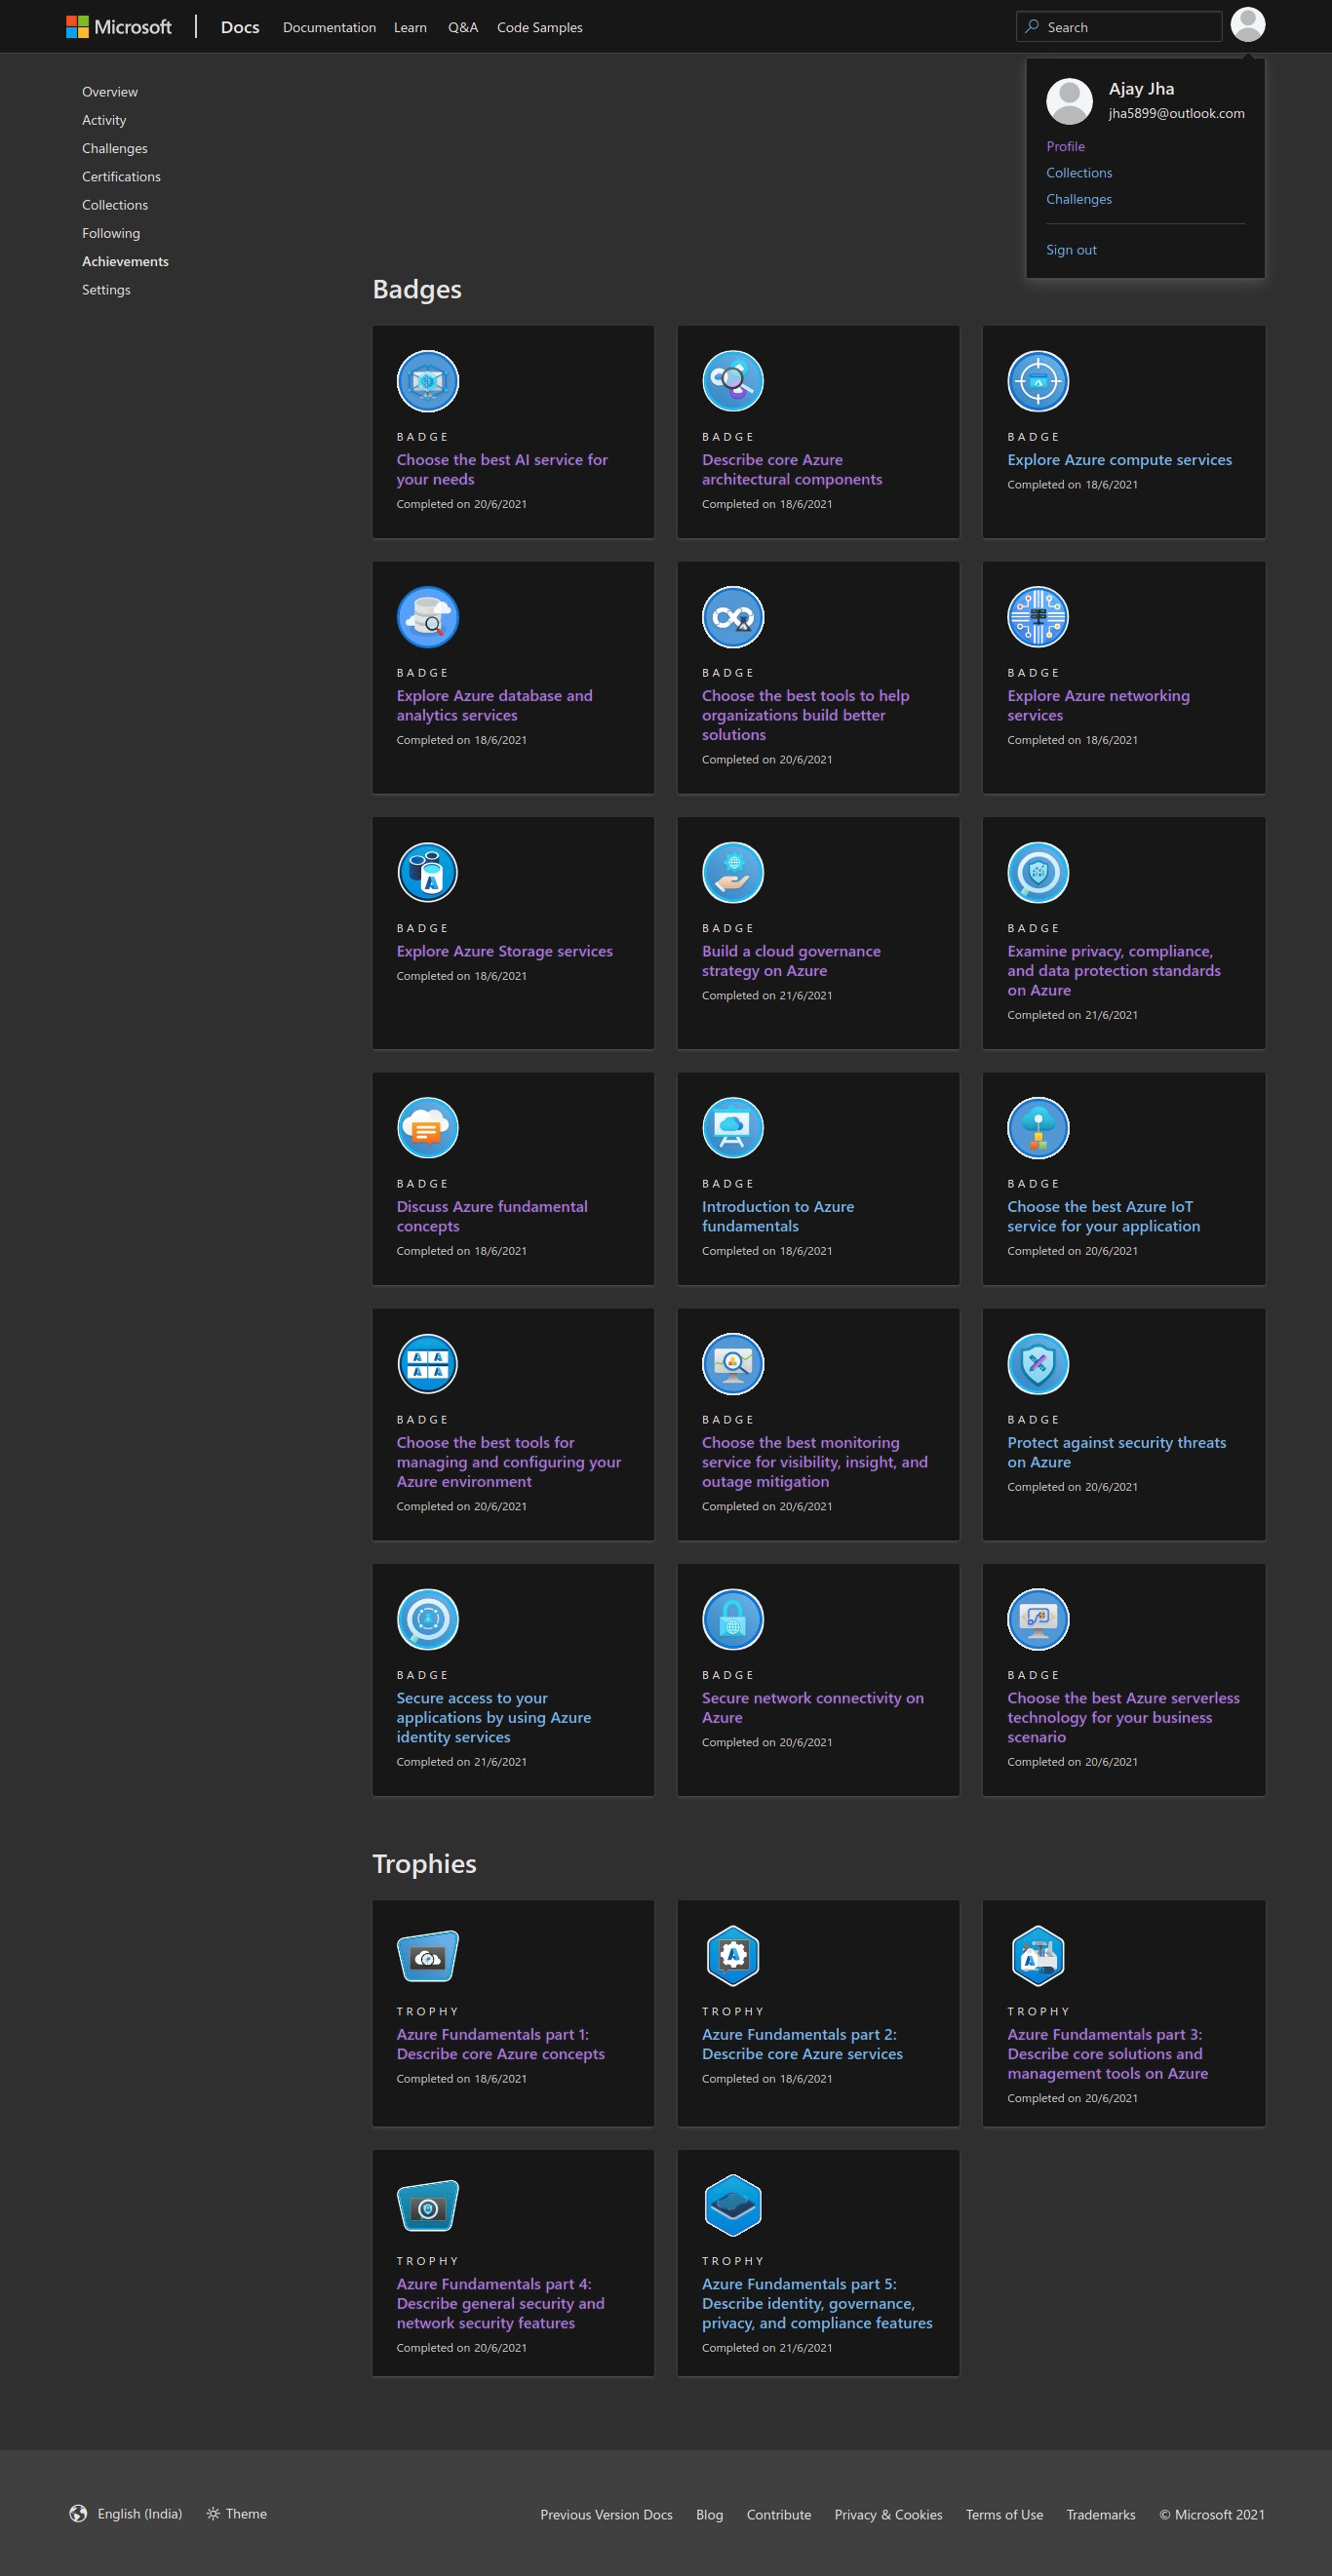 Microsoft
Docs
Documentation
Learn
Q&A
Code Samples
Search
Ajay Jha
jha5899@outlook.com
Profile
Collections
Challenges
Sign out
Overview
Activity
Challenges
Certifications
Collections
Following
Achievements
Settings
Badges
BADGE
Choose the best AI service for
your needs
Completed on 20/6/2021
BADGE
Describe core Azure
architectural components
Completed on 18/6/2021
BADGE
Explore Azure compute services
Completed on 18/6/2021
BADGE
Explore Azure database and
analytics services
Completed on 18/6/2021
BADGE
Choose the best tools to help
organizations build better
solutions
Completed on 20/6/2021
BADGE
Explore Azure networking
services
Completed on 18/6/2021
BADGE
Explore Azure Storage services
Completed on 18/6/2021
BADGE
Build a cloud governance
strategy on Azure
Completed on 21/6/2021
BADGE
Examine privacy, compliance,
and data protection standards
on Azure
Completed on 21/6/2021
BADGE
Discuss Azure fundamental
concepts
Completed on 18/6/2021
BADGE
Introduction to Azure
fundamentals
Completed on 18/6/2021
BADGE
Choose the best Azure IoT
service for your application
Completed on 20/6/2021
BADGE
Choose the best tools for
managing and configuring your
Azure environment
Completed on 20/6/2021
BADGE
Choose the best monitoring
service for visibility, insight, and
outage mitigation
Completed on 20/6/2021
BADGE
Protect against security threats
on Azure
Completed on 20/6/2021
BADGE
Secure access to your
applications by using Azure
identity services
Completed on 21/6/2021
BADGE
Secure network connectivity on
Azure
Completed on 20/6/2021
BADGE
Choose the best Azure serverless
technology for your business
scenario
Completed on 20/6/2021
Trophies
TROPHY
Azure Fundamentals part 1:
Describe core Azure concepts
Completed on 18/6/2021
TROPHY
Azure Fundamentals part 2:
Describe core Azure services
Completed on 18/6/2021
TROPHY
Azure Fundamentals part 3:
Describe core solutions and
management tools on Azure
Completed on 20/6/2021
TROPHY
Azure Fundamentals part 4:
Describe general security and
network security features
Completed on 20/6/2021
TROPHY
Azure Fundamentals part 5:
Describe identity, governance,
privacy, and compliance features
Completed on 21/6/2021
English (India)
Theme
Previous Version Docs
Blog
Contribute
Privacy & Cookies
Terms of Use
Trademarks
© Microsoft 2021